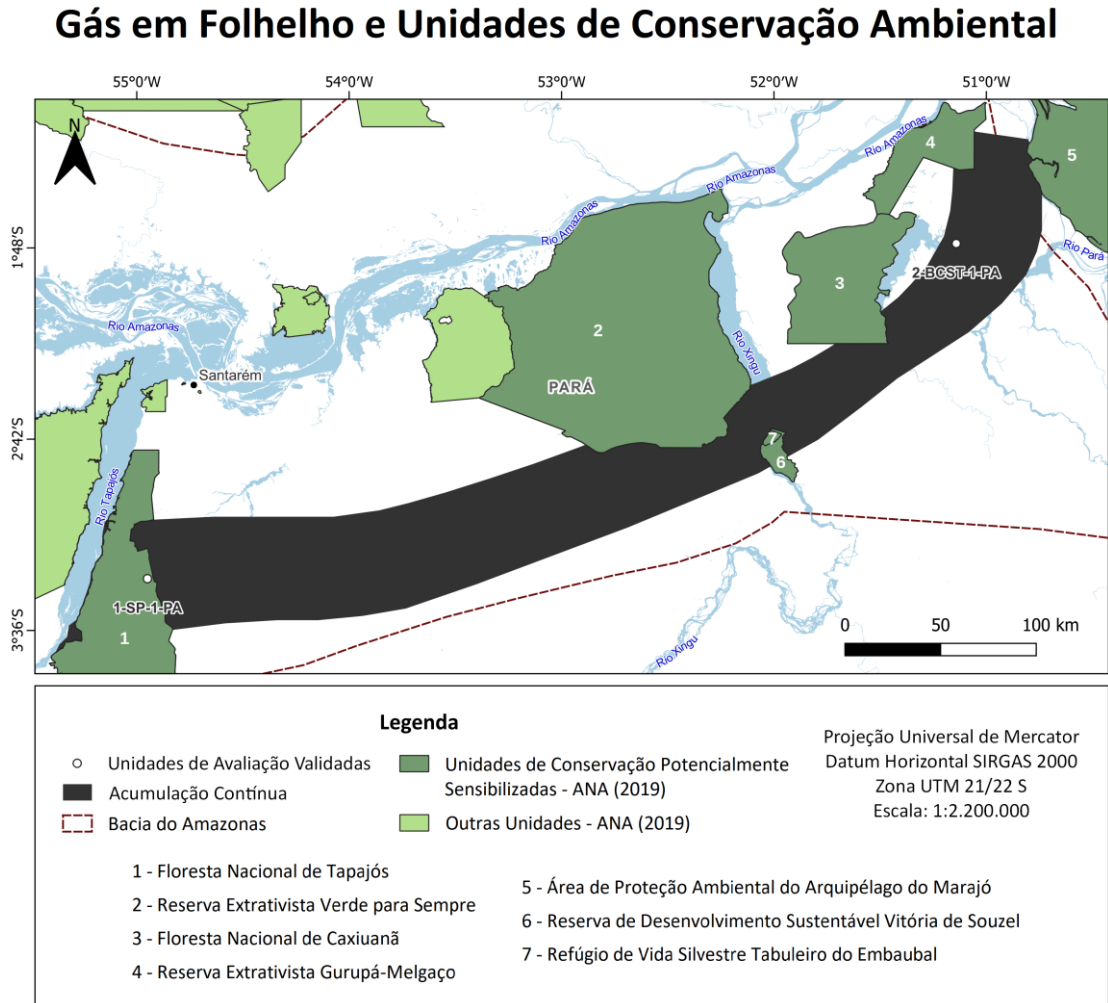 Gás em Folhelho e Unidades de Conservação Ambiental
55°0'W 54°0'W 53°0'W 52°0'W 51°0'W
N
Rio Amazonas
4
5
Rio Amazonas
Rio Amazonas
1°48'S
Rio Pará
2-BCST-1-PA
3
Rio Amazonas
2
Rio Xingu
Santarém
PARÁ
2°42'S
7
6
Rio Tapajós
1-SP-1-PA
3°36'S
1
Rio Xingu
0 50 100 km
Legenda
Unidades de Avaliação Validadas
Acumulação Contínua
Bacia do Amazonas
Unidades de Conservação Potencialmente
Sensibilizadas - ANA (2019)
Outras Unidades - ANA (2019)
Projeção Universal de Mercator
Datum Horizontal SIRGAS 2000
Zona UTM 21/22 S
Escala: 1:2.200.000
1 - Floresta Nacional de Tapajós
2 - Reserva Extrativista Verde para Sempre
3 - Floresta Nacional de Caxiuanã
4 - Reserva Extrativista Gurupá-Melgaço
5 - Área de Proteção Ambiental do Arquipélago do Marajó
6 - Reserva de Desenvolvimento Sustentável Vitória de Souzel
7 - Refúgio de Vida Silvestre Tabuleiro do Embaubal